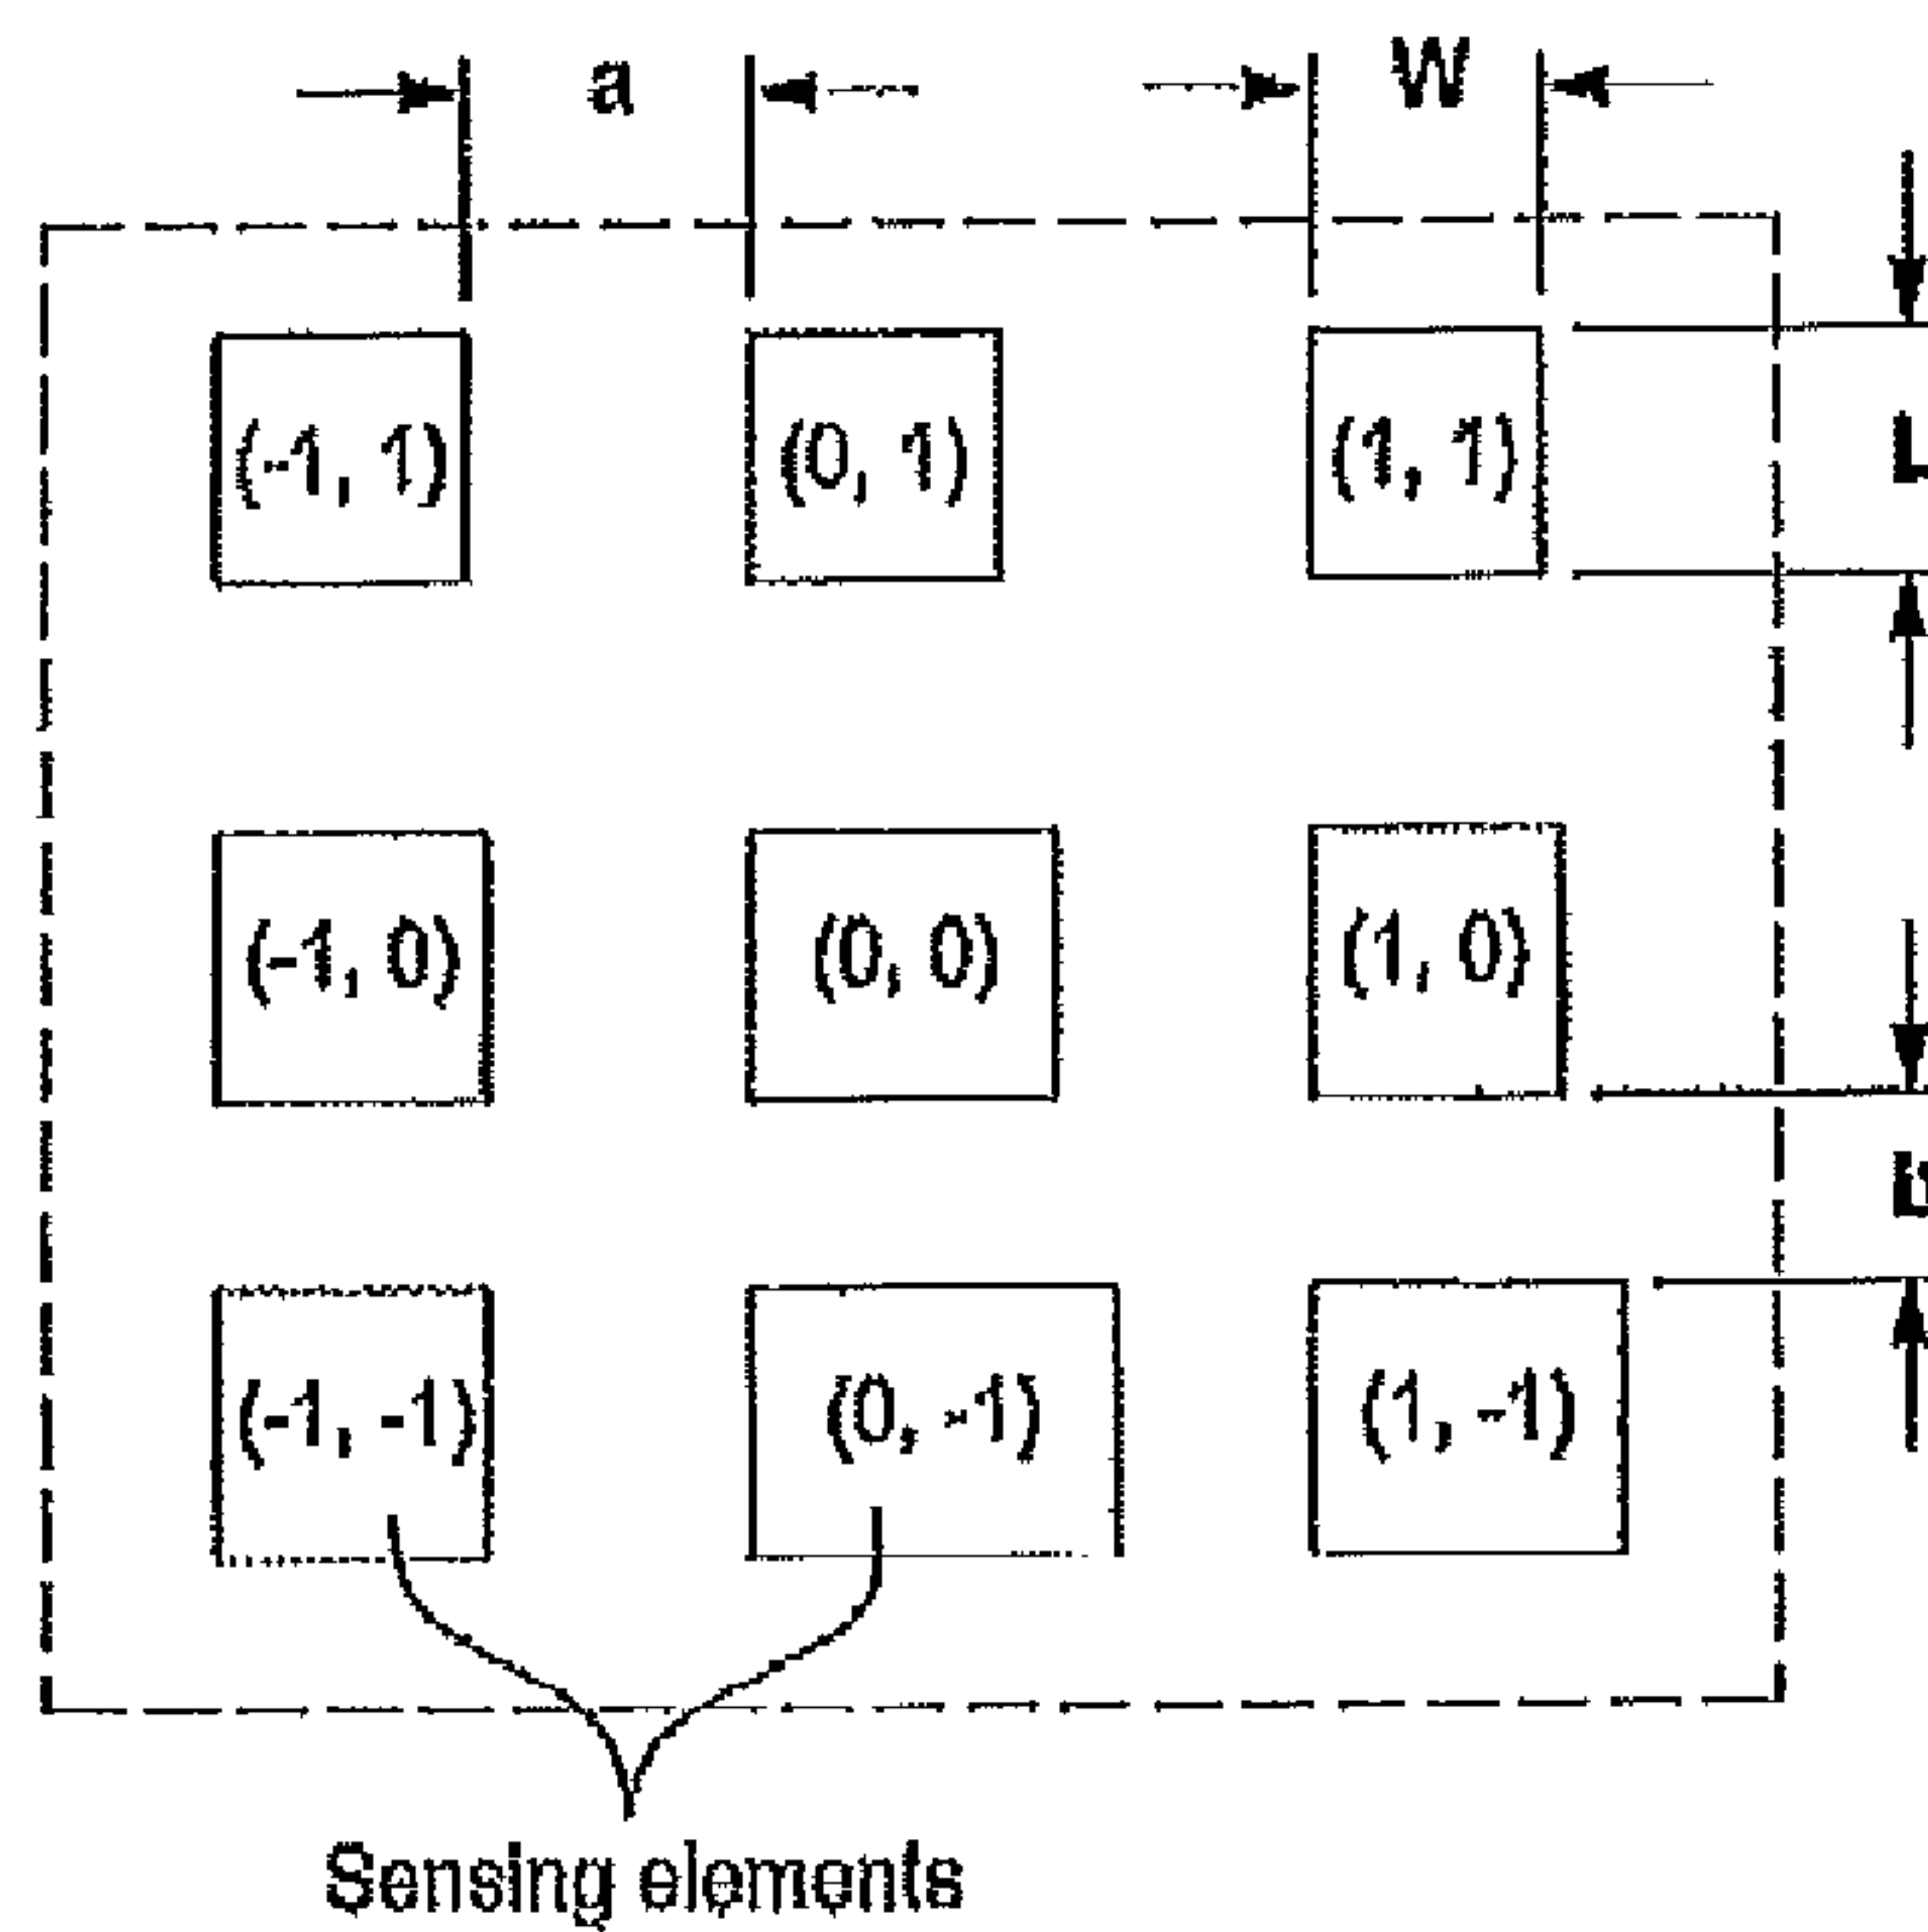 a W
(-1, 1) (0, 1) (1, 1) L
(-1, 0) (0, 0) (1, 0)
b
(-1, -1) (0, -1) (1, -1)
Sensing elements